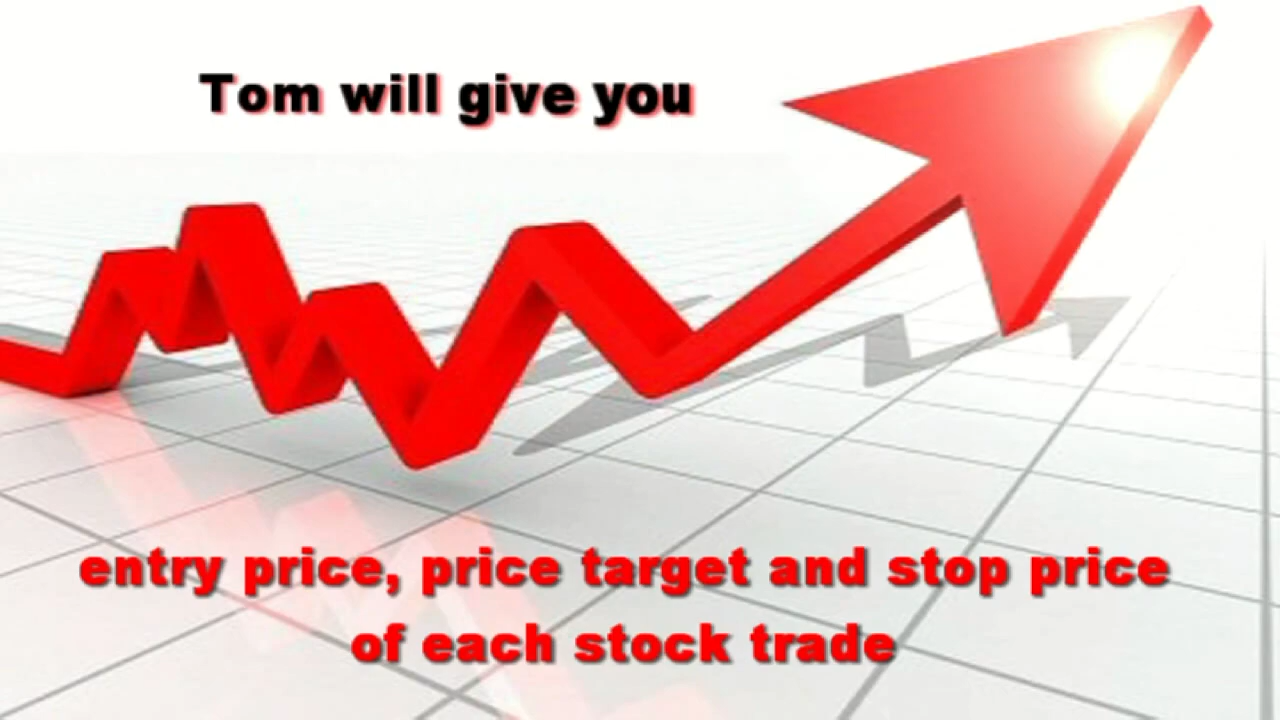 Tom will give you
entry price, price target and stop price
of each stock trade